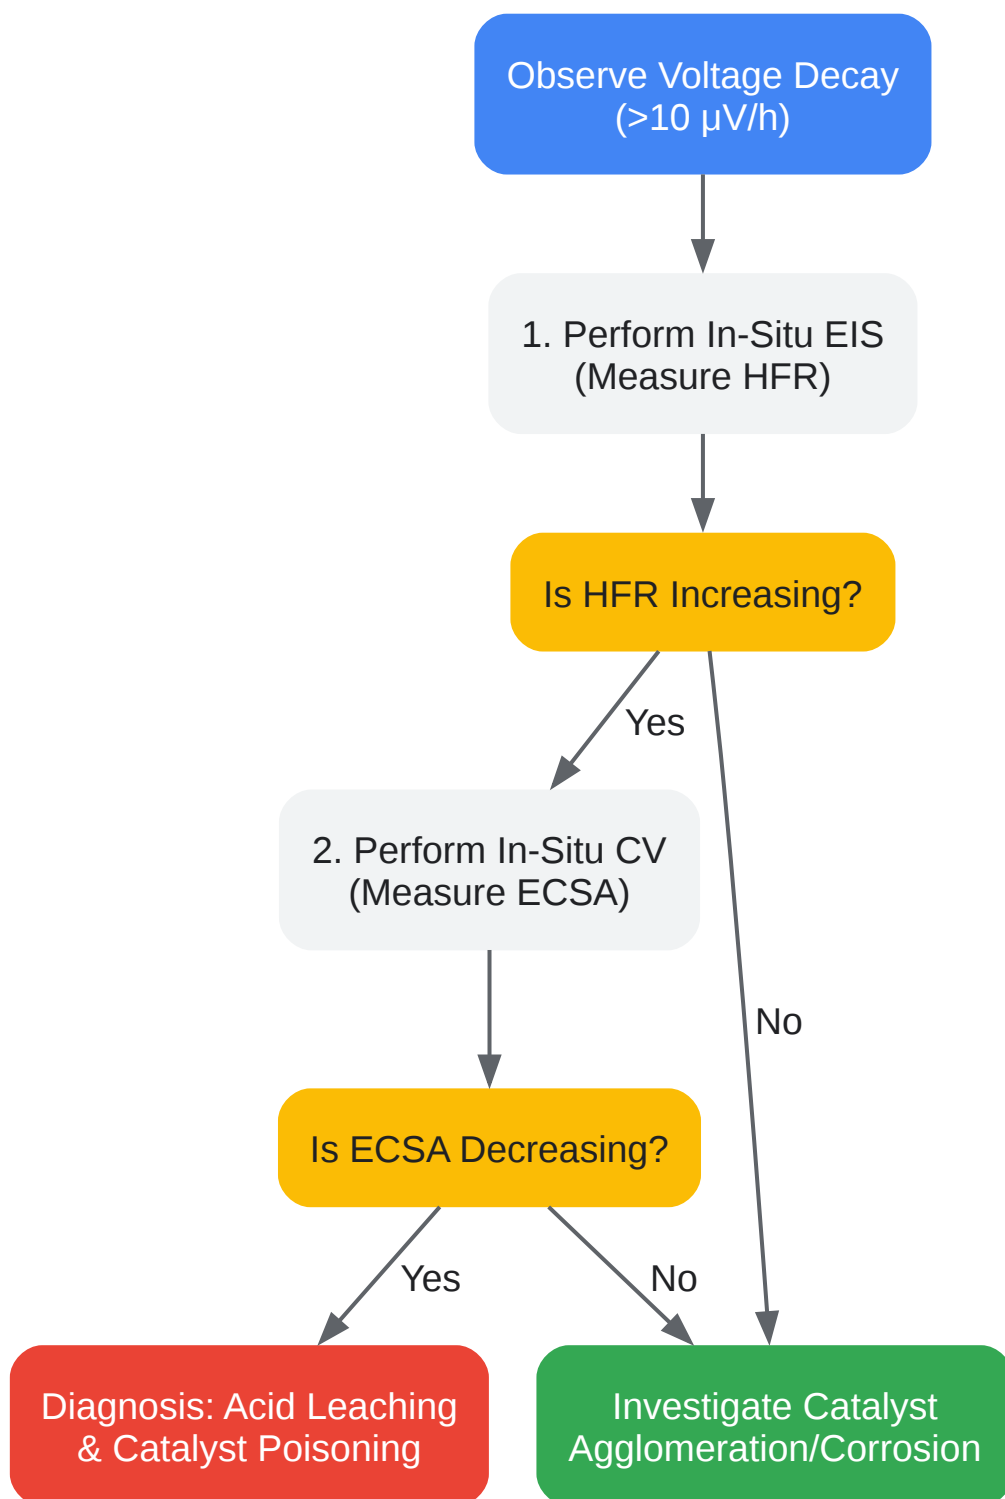 Observe Voltage Decay
(>10 μV/h)
1. Perform In-Situ EIS
(Measure HFR)
Is HFR Increasing?
Yes
2. Perform In-Situ CV
(Measure ECSA)
No
Is ECSA Decreasing?
Yes
No
Diagnosis: Acid Leaching
& Catalyst Poisoning
Investigate Catalyst
Agglomeration/Corrosion